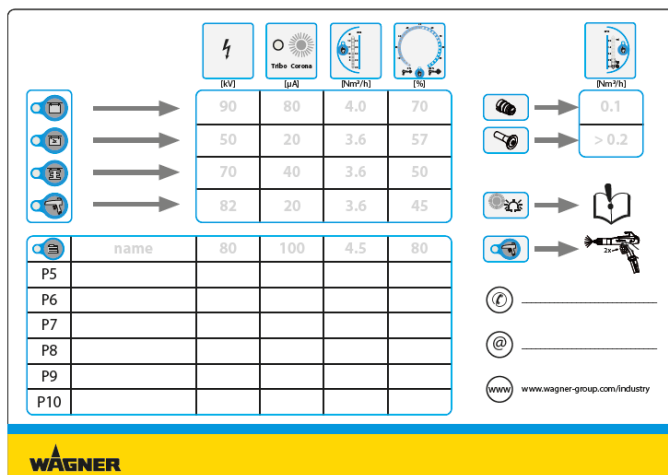 Tribo Corona
[kV] [µA] [Nm³/h] [%] [Nm³/h]
90 80 4.0 70 0.1
50 20 3.6 57 > 0.2
70 40 3.6 50
82 20 3.6 45
name 80 100 4.5 80
2x
P5
P6
P7
P8
P9
P10
@
www www.wagner-group.com/industry
WAGNER